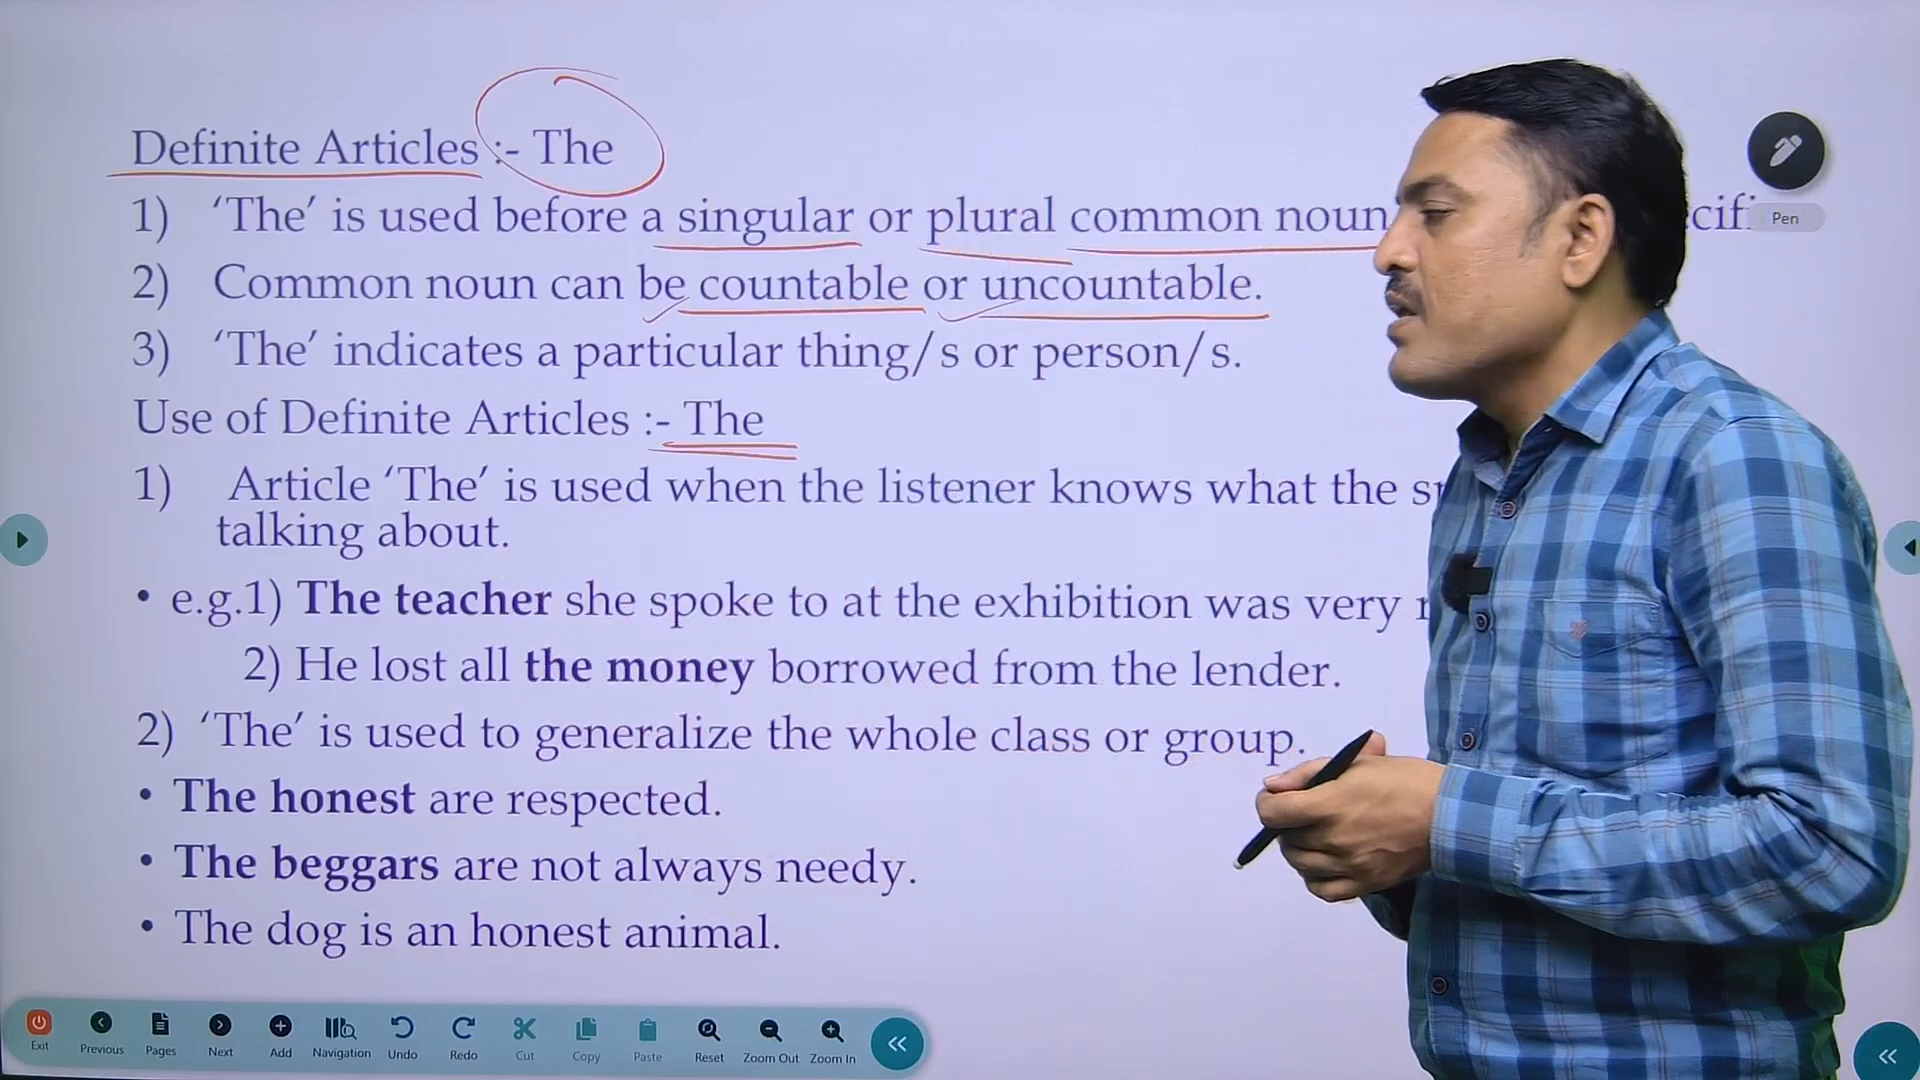 Definite Articles :- The
1) ‘The’ is used before a singular or plural common noun
2) Common noun can be countable or uncountable.
3) ‘The’ indicates a particular thing/s or person/s.
Use of Definite Articles :- The
1) Article ‘The’ is used when the listener knows what the
talking about.
• e.g.1) The teacher she spoke to at the exhibition was very
2) He lost all the money borrowed from the lender.
2) ‘The’ is used to generalize the whole class or group.
• The honest are respected.
• The beggars are not always needy.
• The dog is an honest animal.
Pen
Exit Previous Pages Next Add Navigation Undo Redo Cut Copy Paste Reset Zoom Out Zoom In